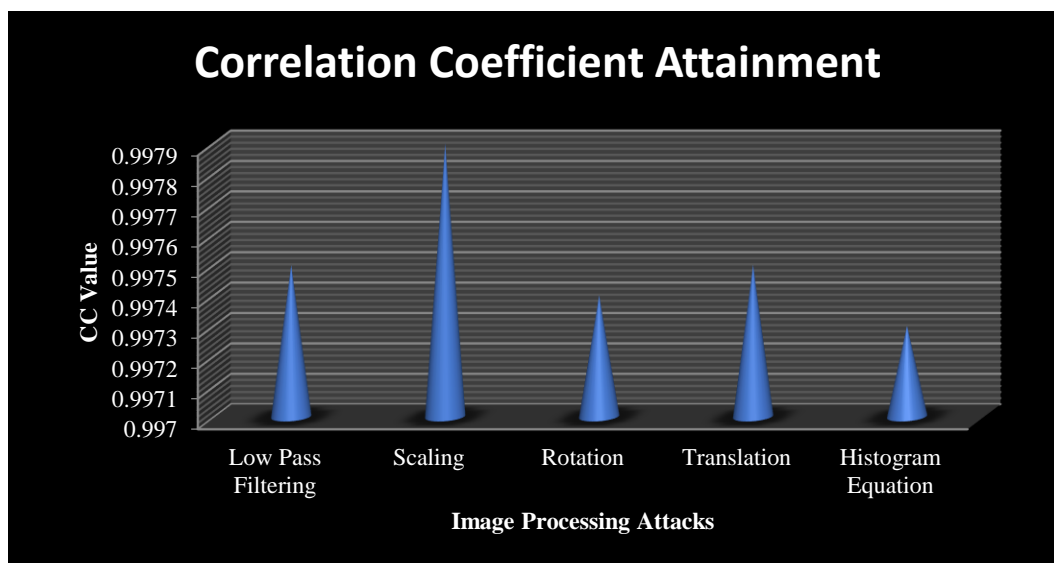 Correlation Coefficient Attainment
0.9979
0.9978
0.9977
0.9976
0.9975
0.9974
0.9973
0.9972
0.9971
0.997
CC Value
Low Pass
Filtering
Scaling
Rotation
Translation
Histogram
Equation
Image Processing Attacks